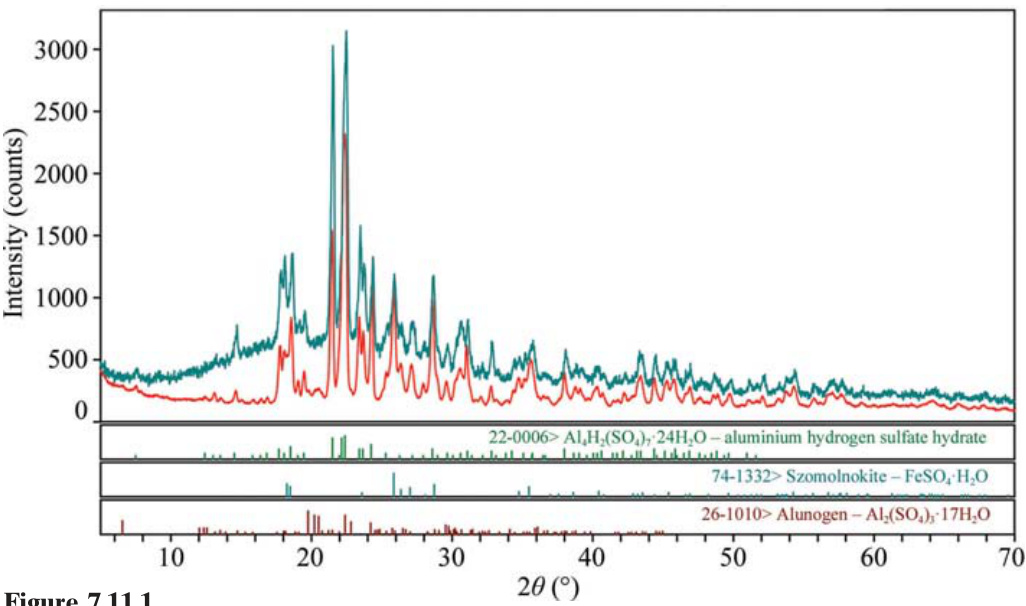 Intensity (counts)
3000
2500
2000
1500
1000
500
0
22-0006> Al₄H₂(SO₄)₇·24H₂O – aluminium hydrogen sulfate hydrate
74-1332> Szomolnokite – FeSO₄·H₂O
26-1010> Alunogen – Al₂(SO₄)₃·17H₂O
10 20 30 40 50 60 70
2θ (°)
Figure 7.11.1